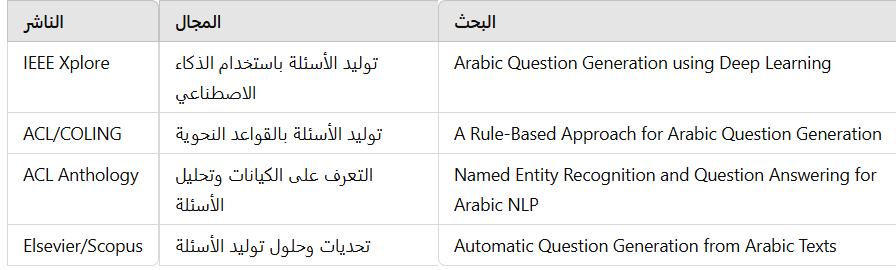 البحث المجال الناشر
Arabic Question Generation using Deep Learning توليد الأسئلة باستخدام الذكاء الاصطناعي IEEE Xplore
A Rule-Based Approach for Arabic Question Generation توليد الأسئلة بالقواعد النحوية ACL/COLING
Named Entity Recognition and Question Answering for Arabic NLP التعرف على الكيانات وتحليل الأسئلة ACL Anthology
Automatic Question Generation from Arabic Texts تحديات وحلول توليد الأسئلة Elsevier/Scopus